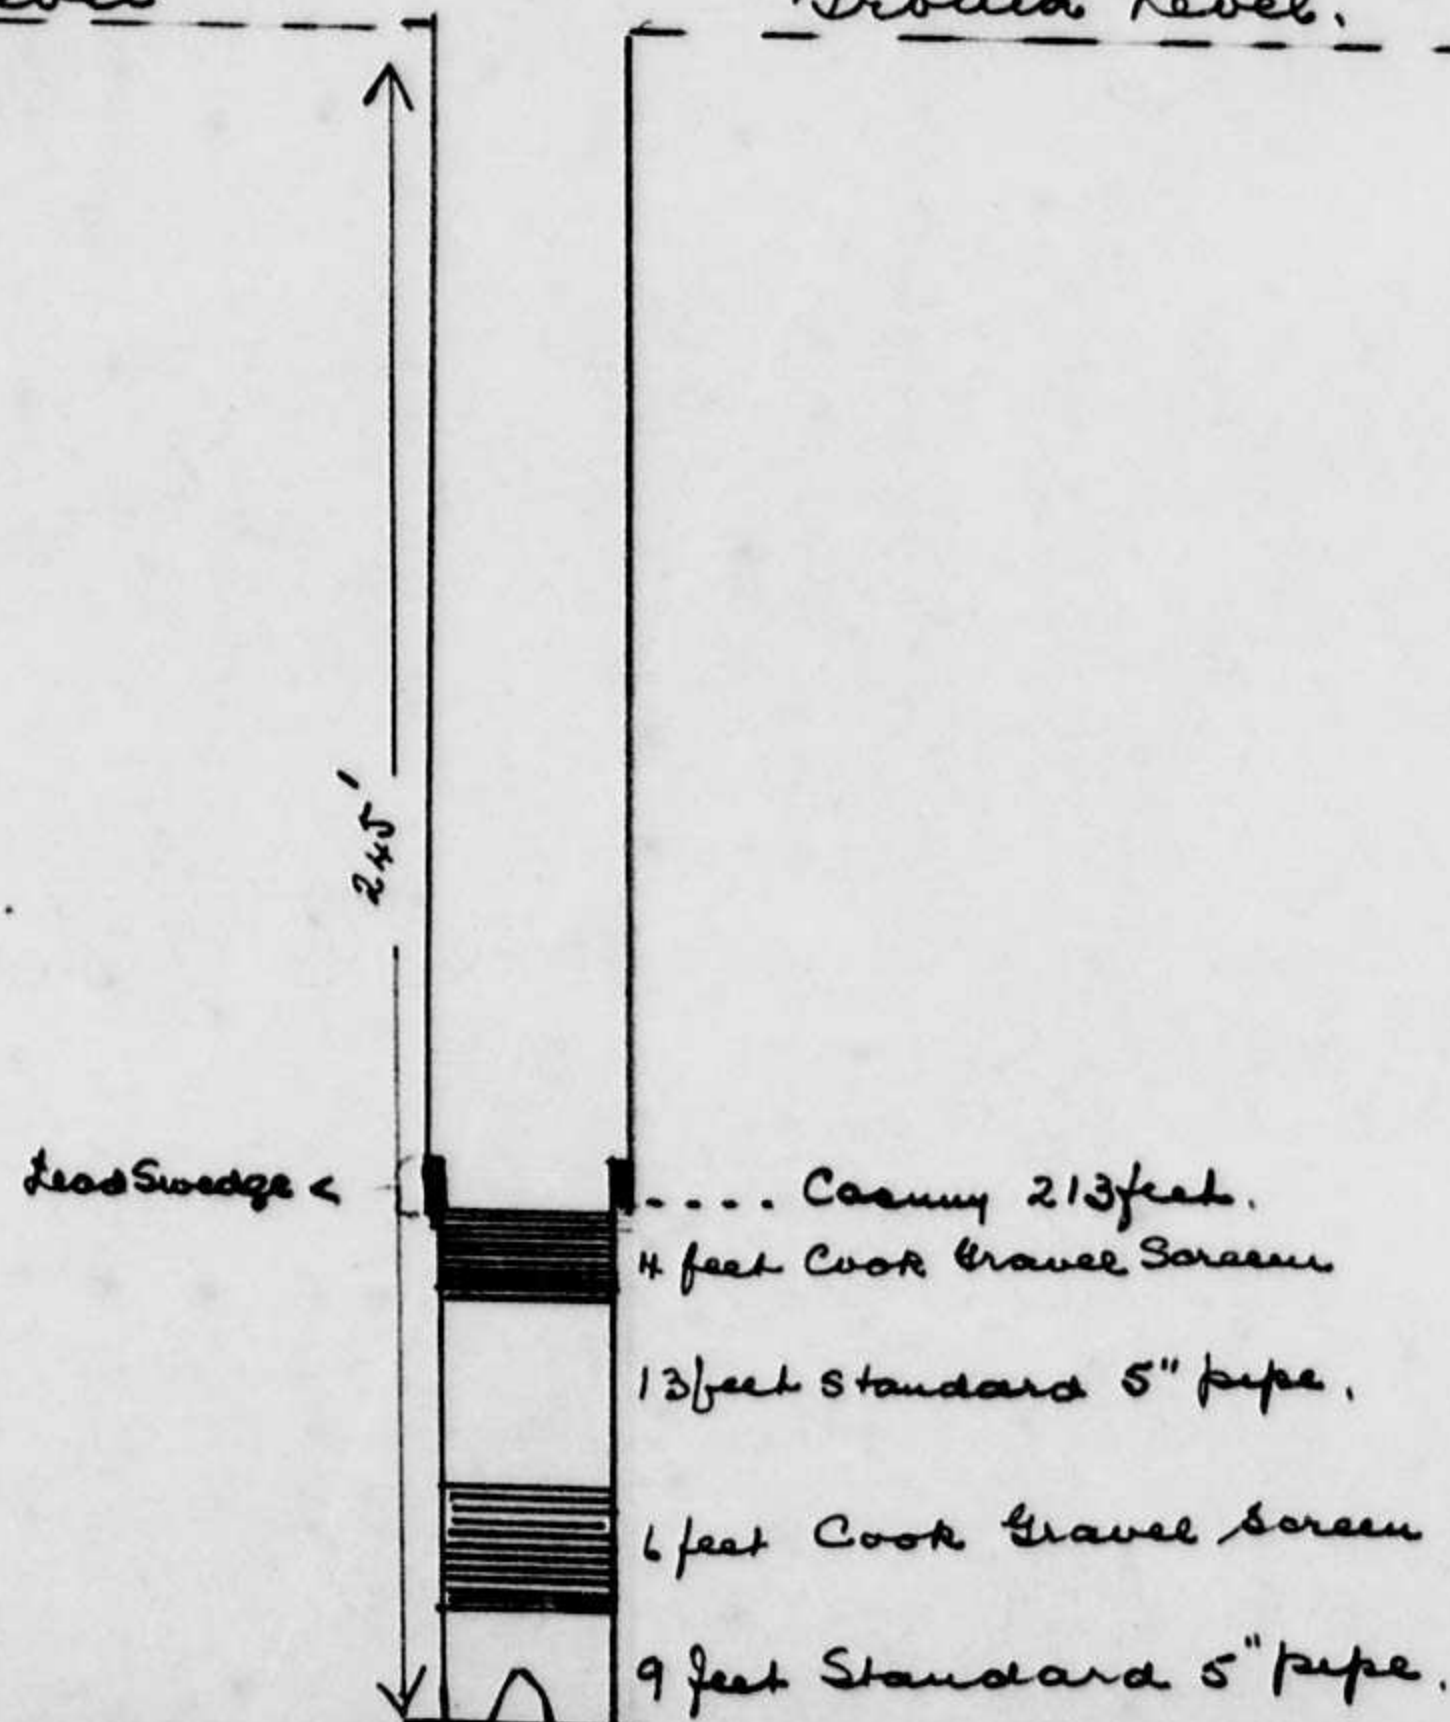 Ground Level.
245'
Lead Swedge <
.... Casing 213 feet.
4 feet Cook Gravel Screen
13 feet Standard 5" pipe.
6 feet Cook Gravel Screen
9 feet Standard 5" pipe.